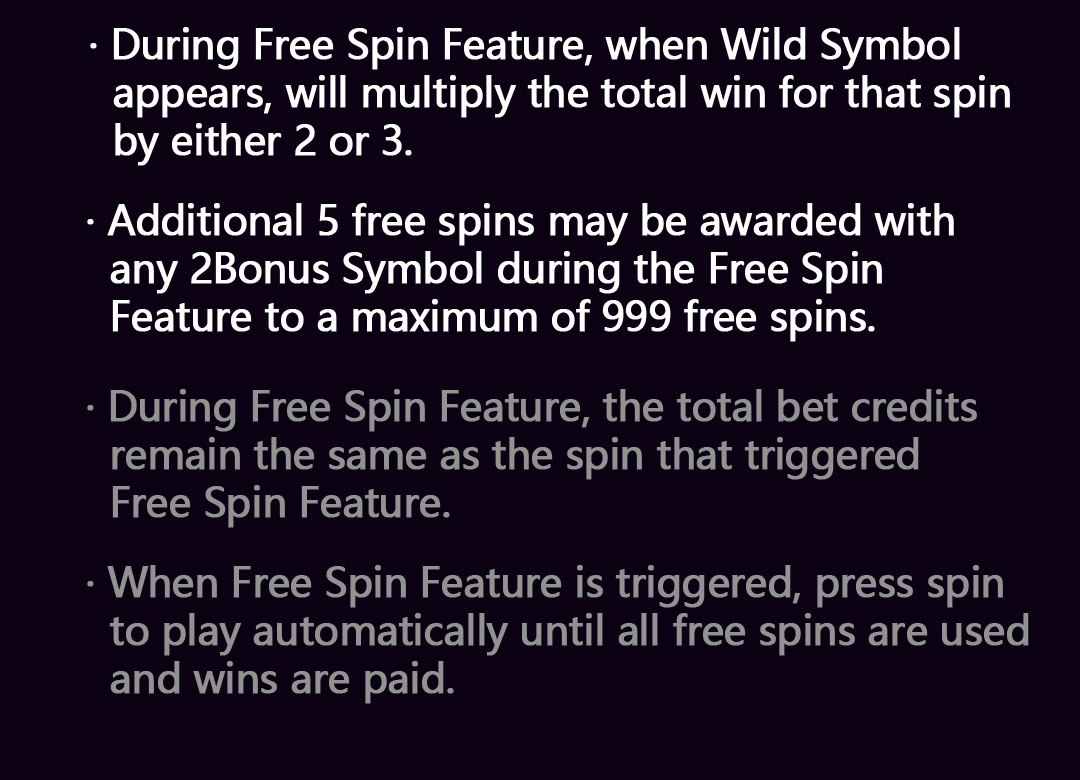 · During Free Spin Feature, when Wild Symbol
appears, will multiply the total win for that spin
by either 2 or 3.
· Additional 5 free spins may be awarded with
any 2Bonus Symbol during the Free Spin
Feature to a maximum of 999 free spins.
· During Free Spin Feature, the total bet credits
remain the same as the spin that triggered
Free Spin Feature.
· When Free Spin Feature is triggered, press spin
to play automatically until all free spins are used
and wins are paid.